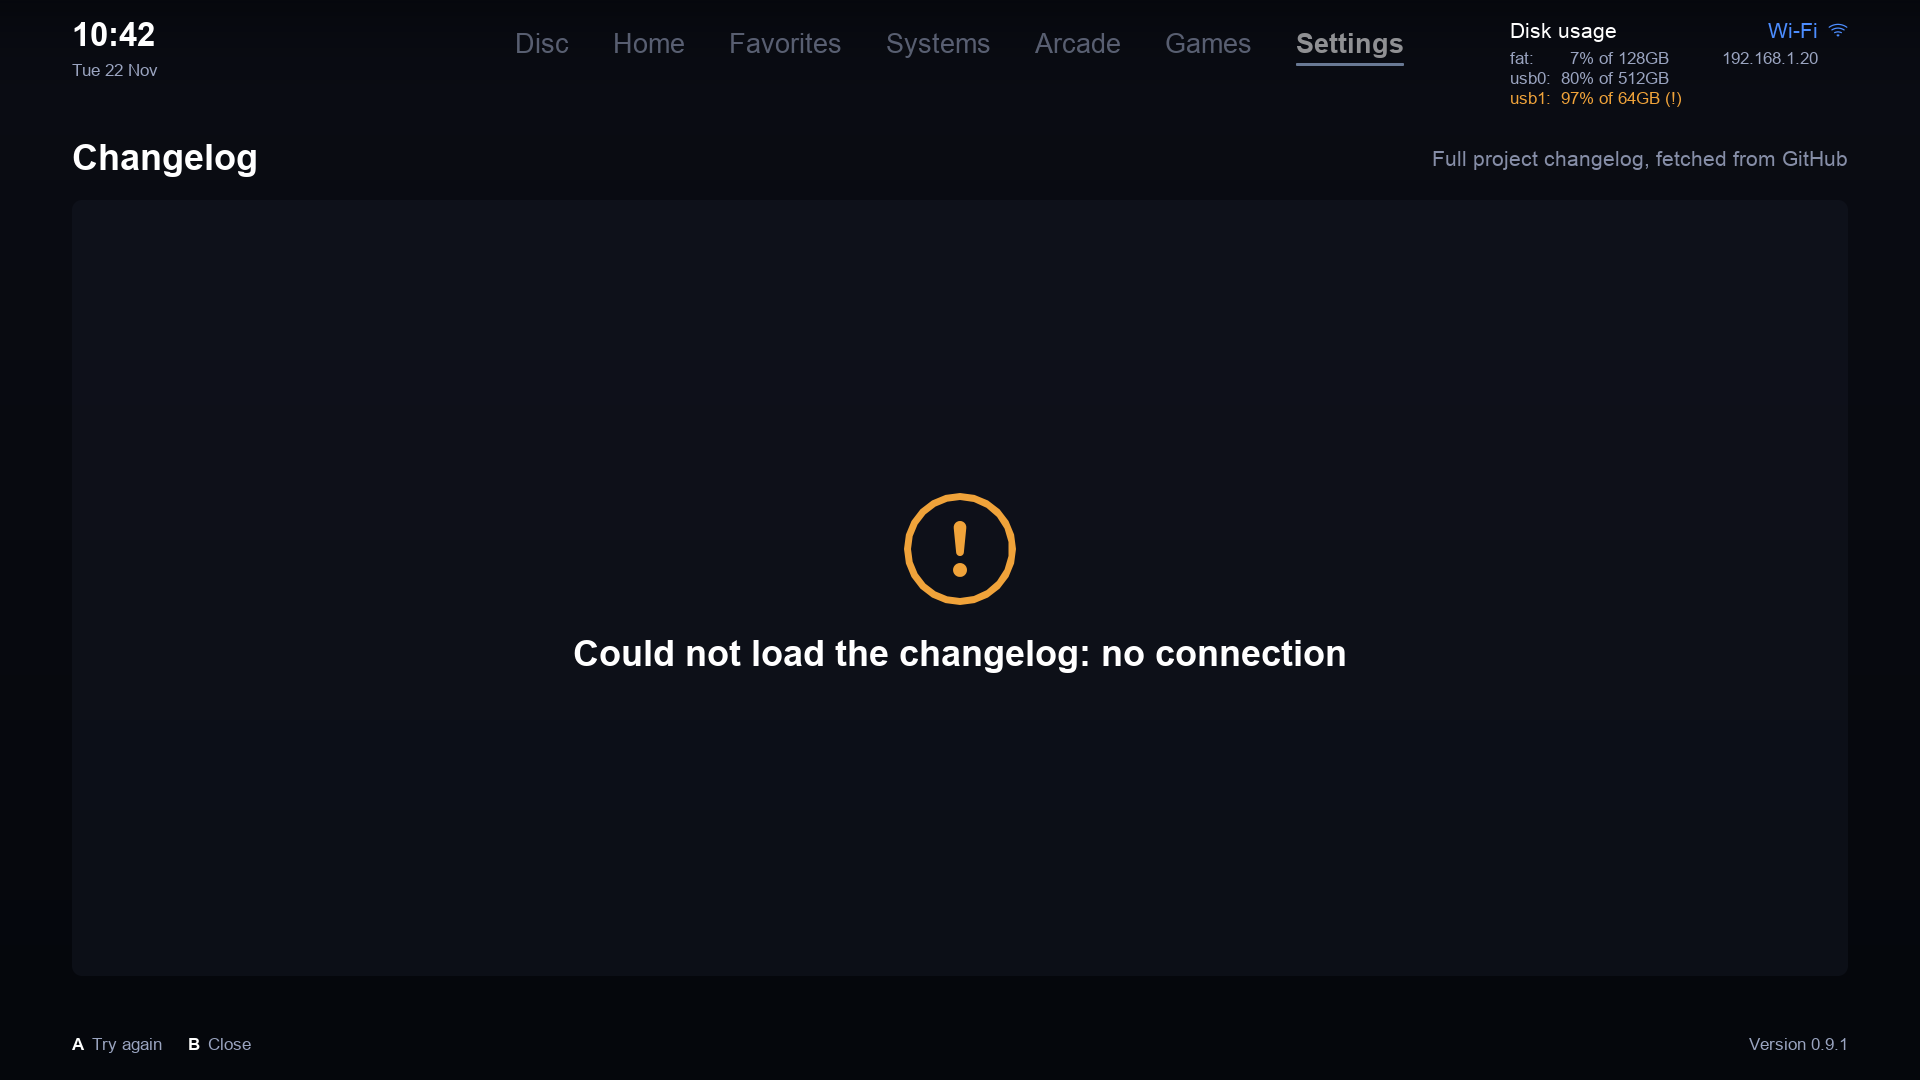 10:42
Tue 22 Nov
Disc Home Favorites Systems Arcade Games Settings
Disk usage
fat: 7% of 128GB
usb0: 80% of 512GB
usb1: 97% of 64GB (!)
Wi-Fi
192.168.1.20
Changelog
Full project changelog, fetched from GitHub
Could not load the changelog: no connection
A Try again B Close
Version 0.9.1